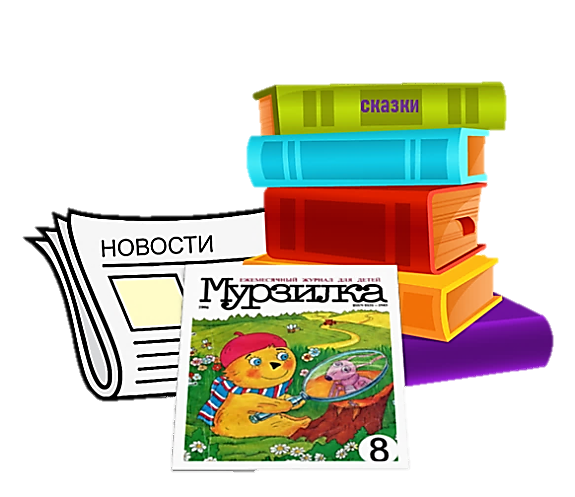 сказки
НОВОСТИ
ЕЖЕМЕСЯЧНЫЙ ЖУРНАЛ ДЛЯ ДЕТЕЙ
Мурзилка
8